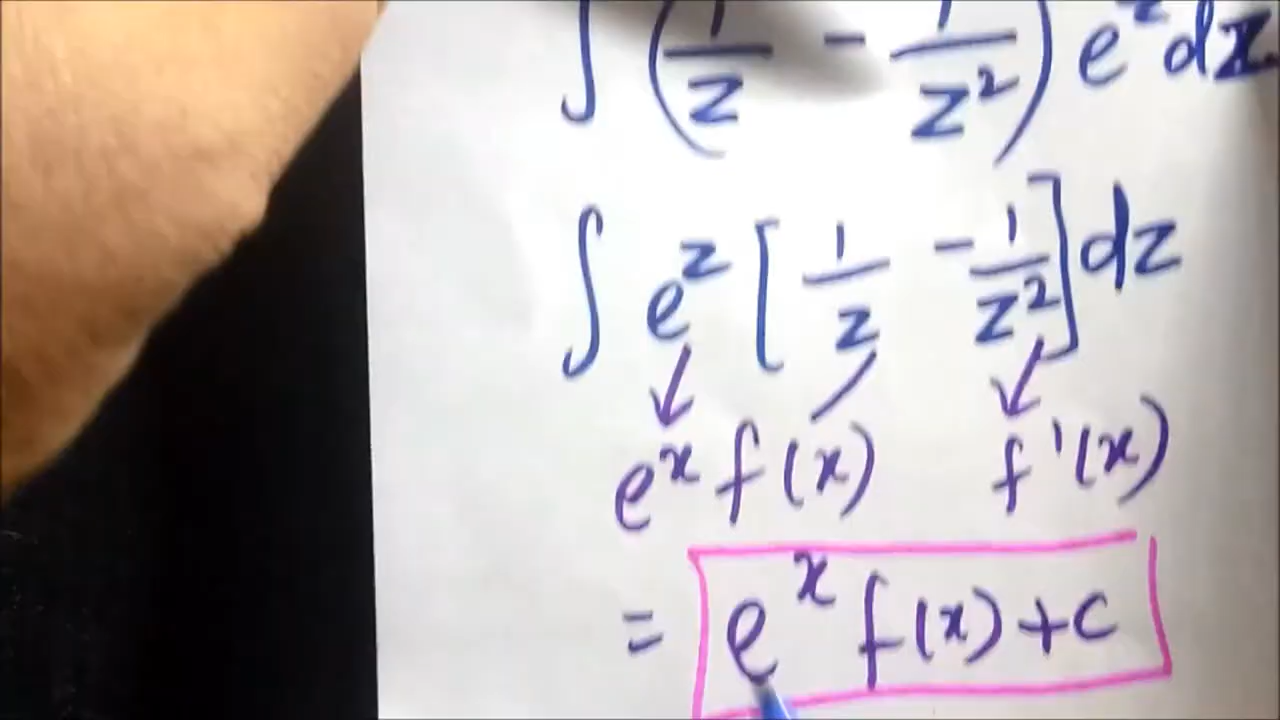 ∫ (1/z - 1/z²) e^z dz
∫ e^z [1/z - 1/z²] dz
e^x f(x) f'(x)
= e^x f(x) + c